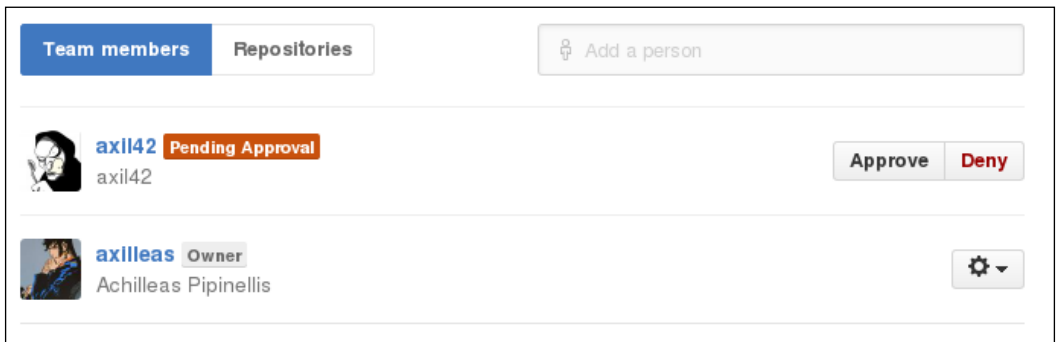 Team members Repositories Add a person
axil42 Pending Approval
axil42
Approve Deny
axilleas Owner
Achilleas Pipinellis